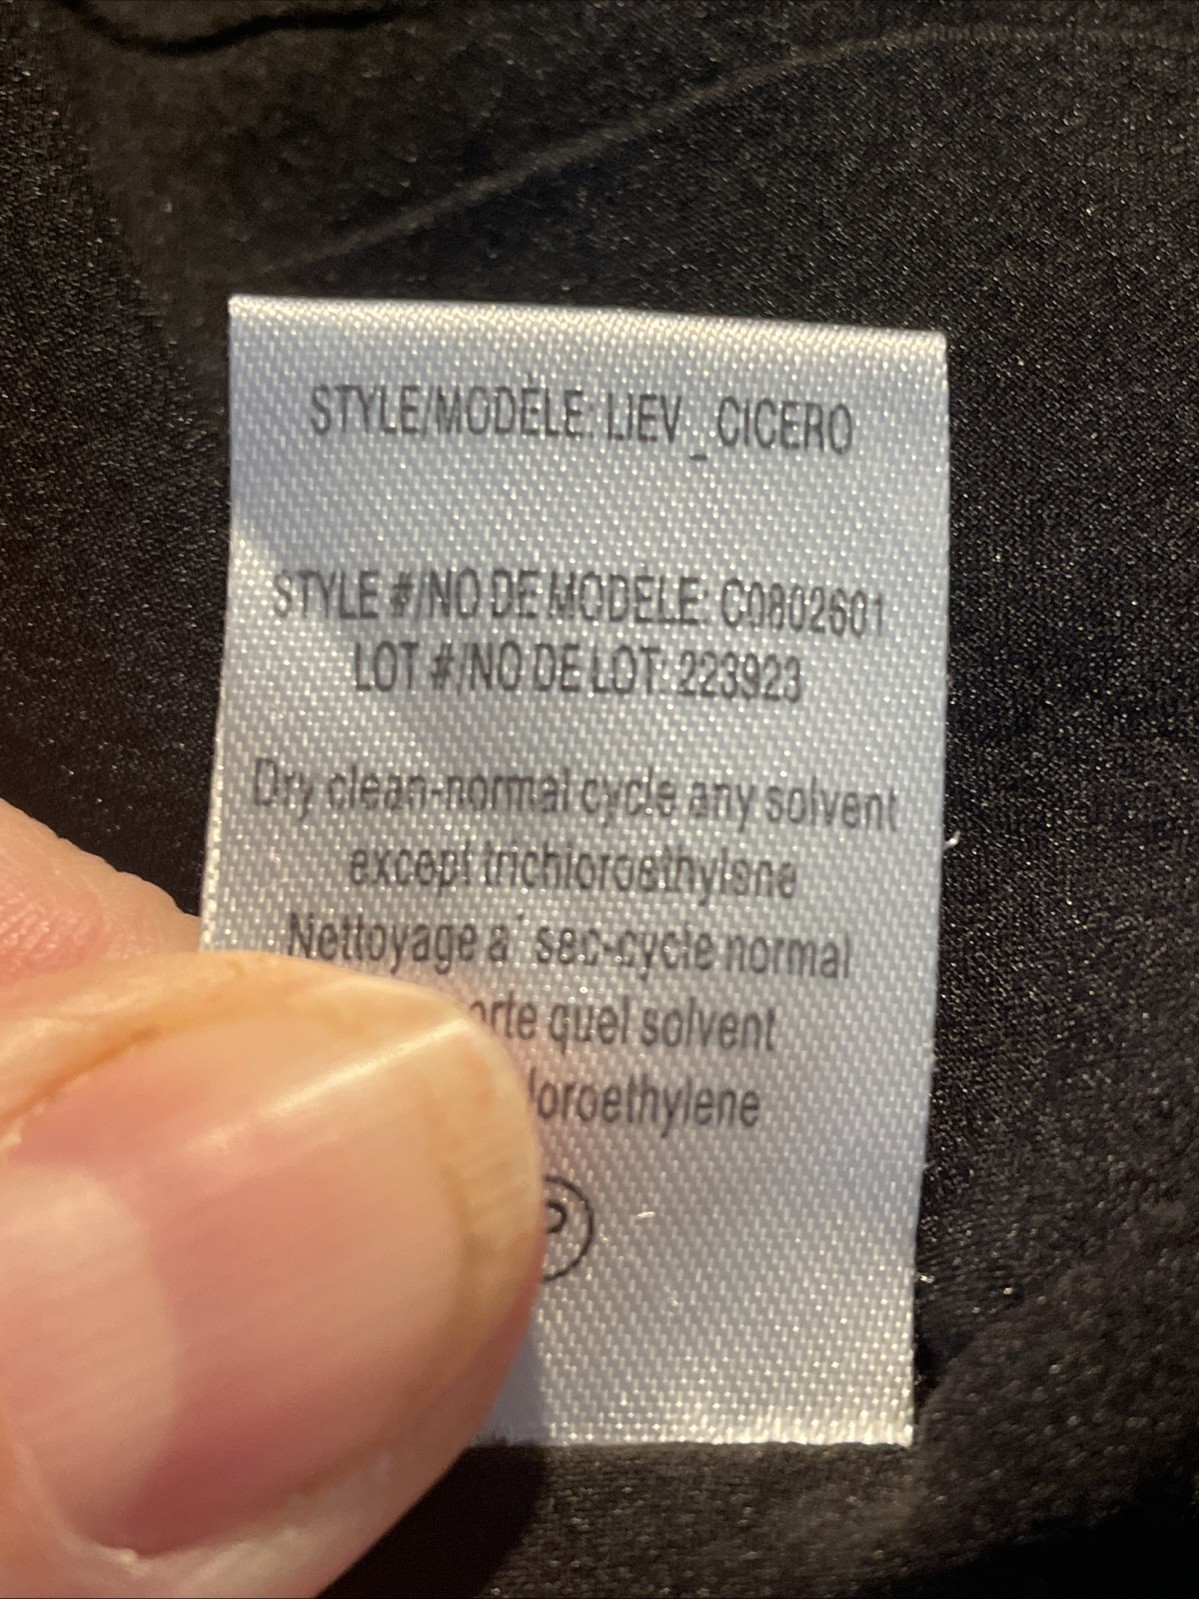 STYLE/MODÈLE: LIEV_CICERO
STYLE #/NO DE MODELE: C0802601
LOT #/NO DE LOT: 223923
Dry clean-normal cycle any solvent
except trichloroethylene
Nettoyage a` sec-cycle normal
orte quel solvent
loroethylene
P